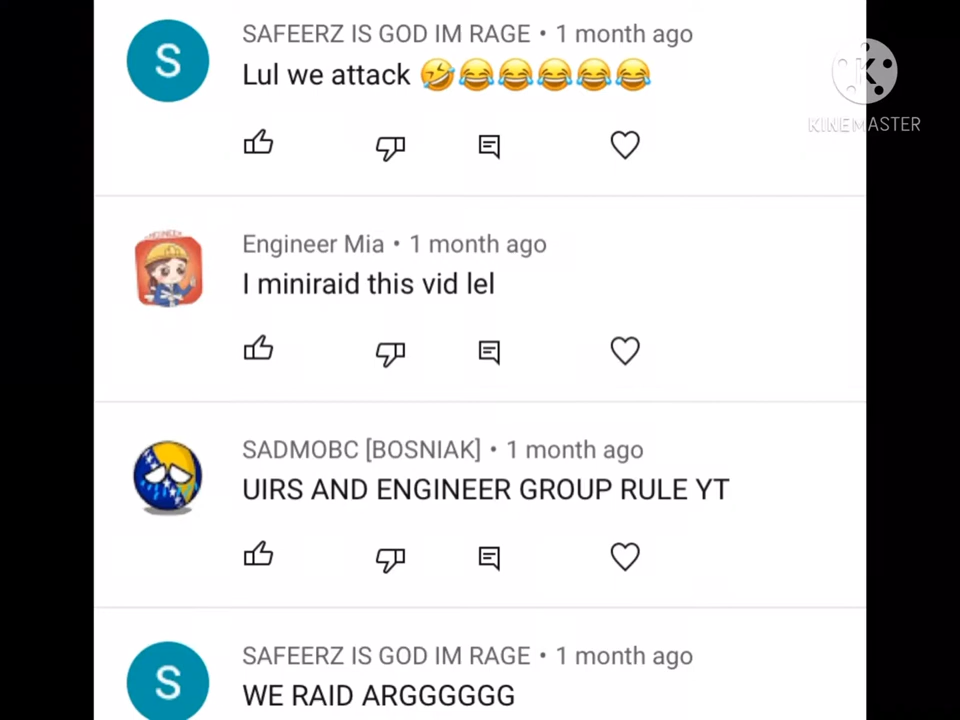 SAFEERZ IS GOD IM RAGE • 1 month ago
Lul we attack 🤣😂😂😂😂😂
K
KINEMASTER
S
Engineer Mia • 1 month ago
I miniraid this vid lel
SADMOBC [BOSNIAK] • 1 month ago
UIRS AND ENGINEER GROUP RULE YT
SAFEERZ IS GOD IM RAGE • 1 month ago
S
WE RAID ARGGGGGG